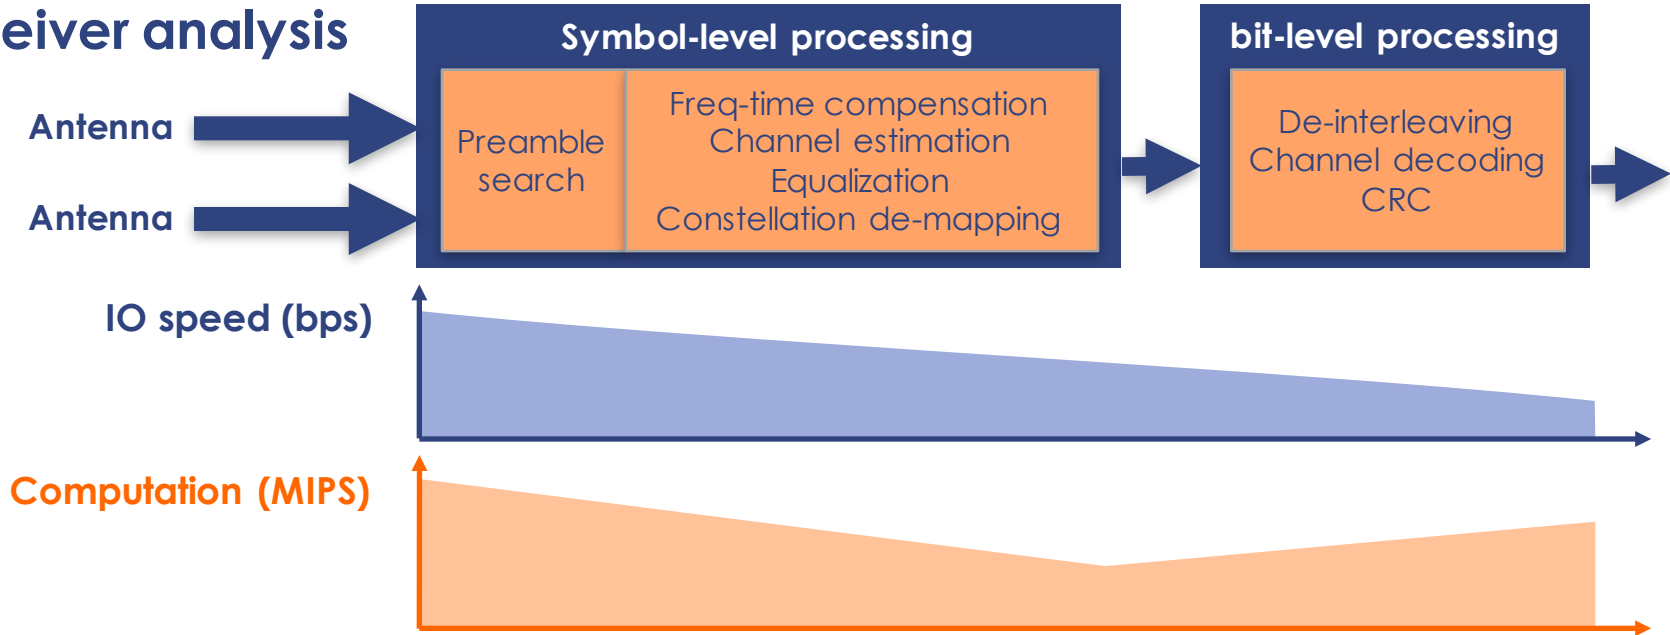 eiver analysis
Symbol-level processing
bit-level processing
Antenna
Antenna
Preamble
search
Freq-time compensation
Channel estimation
Equalization
Constellation de-mapping
De-interleaving
Channel decoding
CRC
IO speed (bps)
Computation (MIPS)